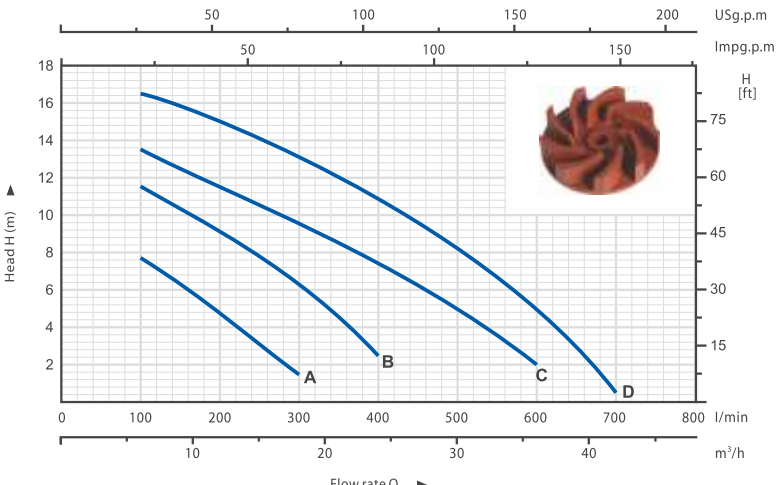 50 100 150 200 USg.p.m
50 100 150 Impg.p.m
18 H
[ft]
16
75
14
12 60
10
45
8
6 30
4
15
2
Head H (m) ▲
A
B
C
D
0 100 200 300 400 500 600 700 800 l/min
10 20 30 40 m³/h
Flow rate Q ►